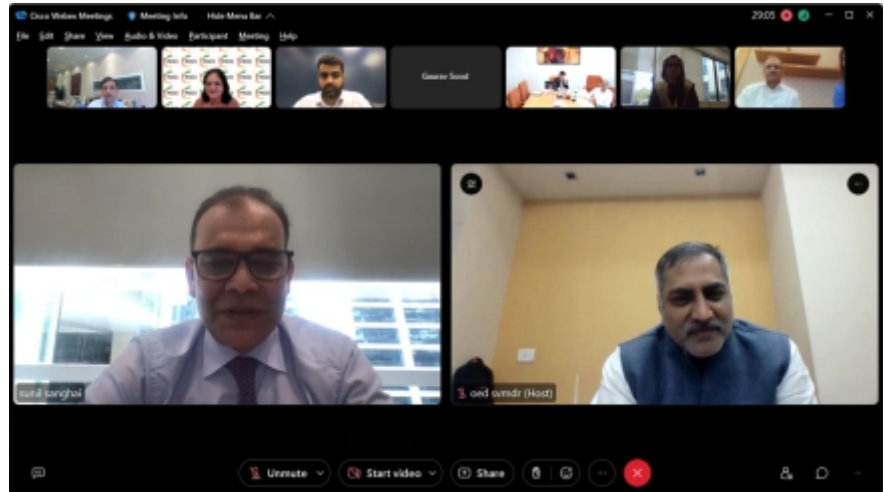 Cisco Webex Meetings Meeting Info Hide Menu Bar 29:05
File Edit Share View Audio & Video Participant Meeting Help
Gaurav Sood
sunil sanghai
oed svmdr (Host)
Unmute Start video Share